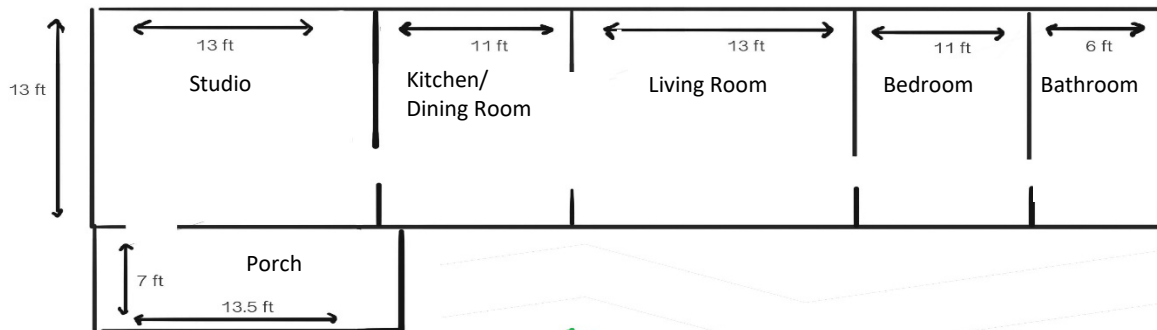 13 ft
11 ft
13 ft
11 ft
6 ft
13 ft
Studio
Kitchen/
Dining Room
Living Room
Bedroom
Bathroom
7 ft
Porch
13.5 ft